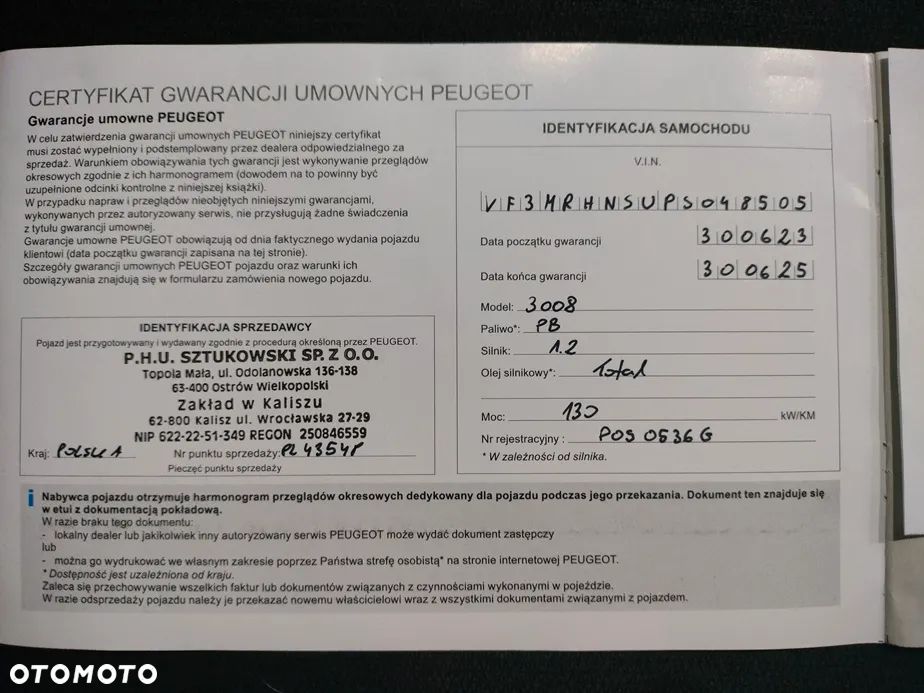 CERTYFIKAT GWARANCJI UMOWNYCH PEUGEOT
Gwarancje umowne PEUGEOT
W celu zatwierdzenia gwarancji umownych PEUGEOT niniejszy certyfikat
musi zostać wypełniony i podstemplowany przez dealera odpowiedzialnego za
sprzedaż. Warunkiem obowiązywania tych gwarancji jest wykonywanie przeglądów
okresowych zgodnie z ich harmonogramem (dowodem na to powinny być
uzupełnione odcinki kontrolne z niniejszej książki).
W przypadku napraw i przeglądów nieobjętych niniejszymi gwarancjami,
wykonywanych przez autoryzowany serwis, nie przysługują żadne świadczenia
z tytułu gwarancji umownej.
Gwarancje umowne PEUGEOT obowiązują od dnia faktycznego wydania pojazdu
klientowi (data początku gwarancji zapisana na tej stronie).
Szczegóły gwarancji umownych PEUGEOT pojazdu oraz warunki ich
obowiązywania znajdują się w formularzu zamówienia nowego pojazdu.
IDENTYFIKACJA SPRZEDAWCY
Pojazd jest przygotowywany i wydawany zgodnie z procedurą określoną przez PEUGEOT.
P.H.U. SZTUKOWSKI SP. Z O.O.
Topola Mała, ul. Odolanowska 136-138
63-400 Ostrów Wielkopolski
Zakład w Kaliszu
62-800 Kalisz ul. Wrocławska 27-29
NIP 622-22-51-349 REGON 250846559
Kraj: POLSKA Nr punktu sprzedaży: PL 4354P
Pieczęć punktu sprzedaży
IDENTYFIKACJA SAMOCHODU
V.I.N.
VF3MRHNSUPS048505
Data początku gwarancji 300623
Data końca gwarancji 300625
Model: 3008
Paliwo*: PB
Silnik: 1.2
Olej silnikowy*: Total
Moc: 130 kW/KM
Nr rejestracyjny : POS 0536G
* W zależności od silnika.
i Nabywca pojazdu otrzymuje harmonogram przeglądów okresowych dedykowany dla pojazdu podczas jego przekazania. Dokument ten znajduje się
w etui z dokumentacją pokładową.
W razie braku tego dokumentu:
- lokalny dealer lub jakikolwiek inny autoryzowany serwis PEUGEOT może wydać dokument zastępczy
lub
- można go wydrukować we własnym zakresie poprzez Państwa strefę osobistą* na stronie internetowej PEUGEOT.
* Dostępność jest uzależniona od kraju.
Zaleca się przechowywanie wszelkich faktur lub dokumentów związanych z czynnościami wykonanymi w pojeździe.
W razie odsprzedaży pojazdu należy je przekazać nowemu właścicielowi wraz z wszystkimi dokumentami związanymi z pojazdem.
OTOMOTO